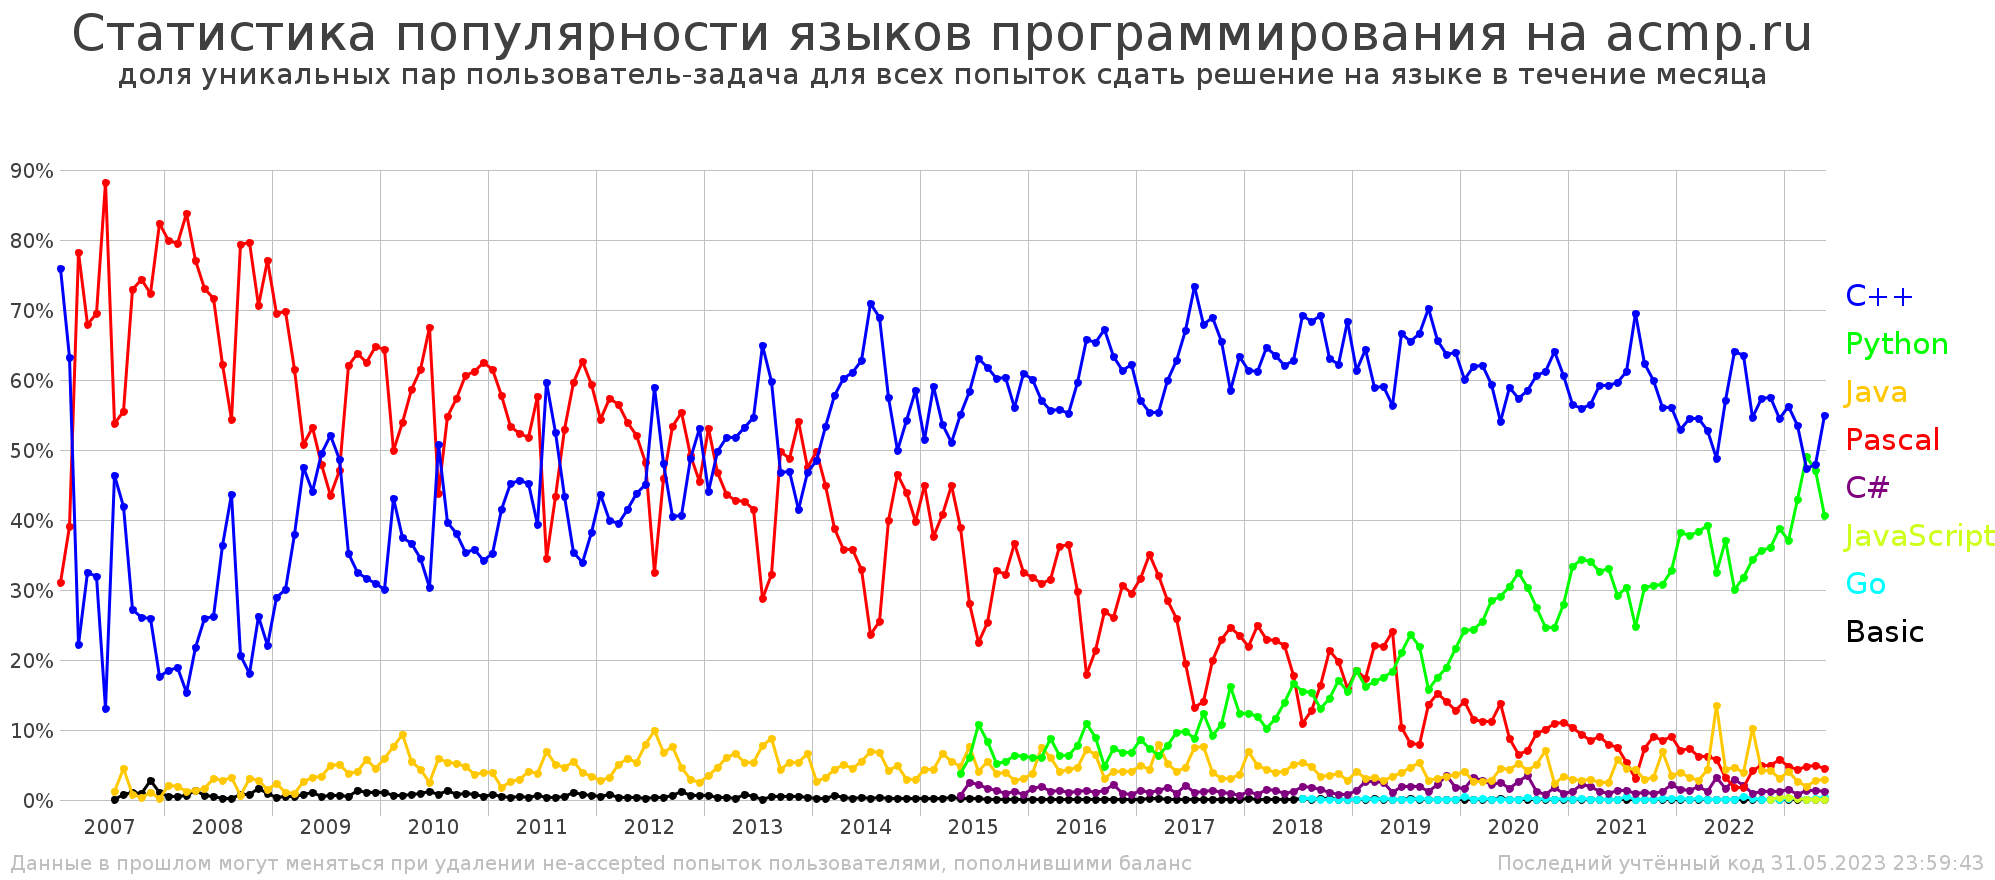 Статистика популярности языков программирования на acmp.ru
доля уникальных пар пользователь-задача для всех попыток сдать решение на языке в течение месяца
90%
80%
70%
60%
50%
40%
30%
20%
10%
0%
C++
Python
Java
Pascal
C#
JavaScript
Go
Basic
2007 2008 2009 2010 2011 2012 2013 2014 2015 2016 2017 2018 2019 2020 2021 2022
Данные в прошлом могут меняться при удалении не-accepted попыток пользователями, пополнившими баланс
Последний учтённый код 31.05.2023 23:59:43